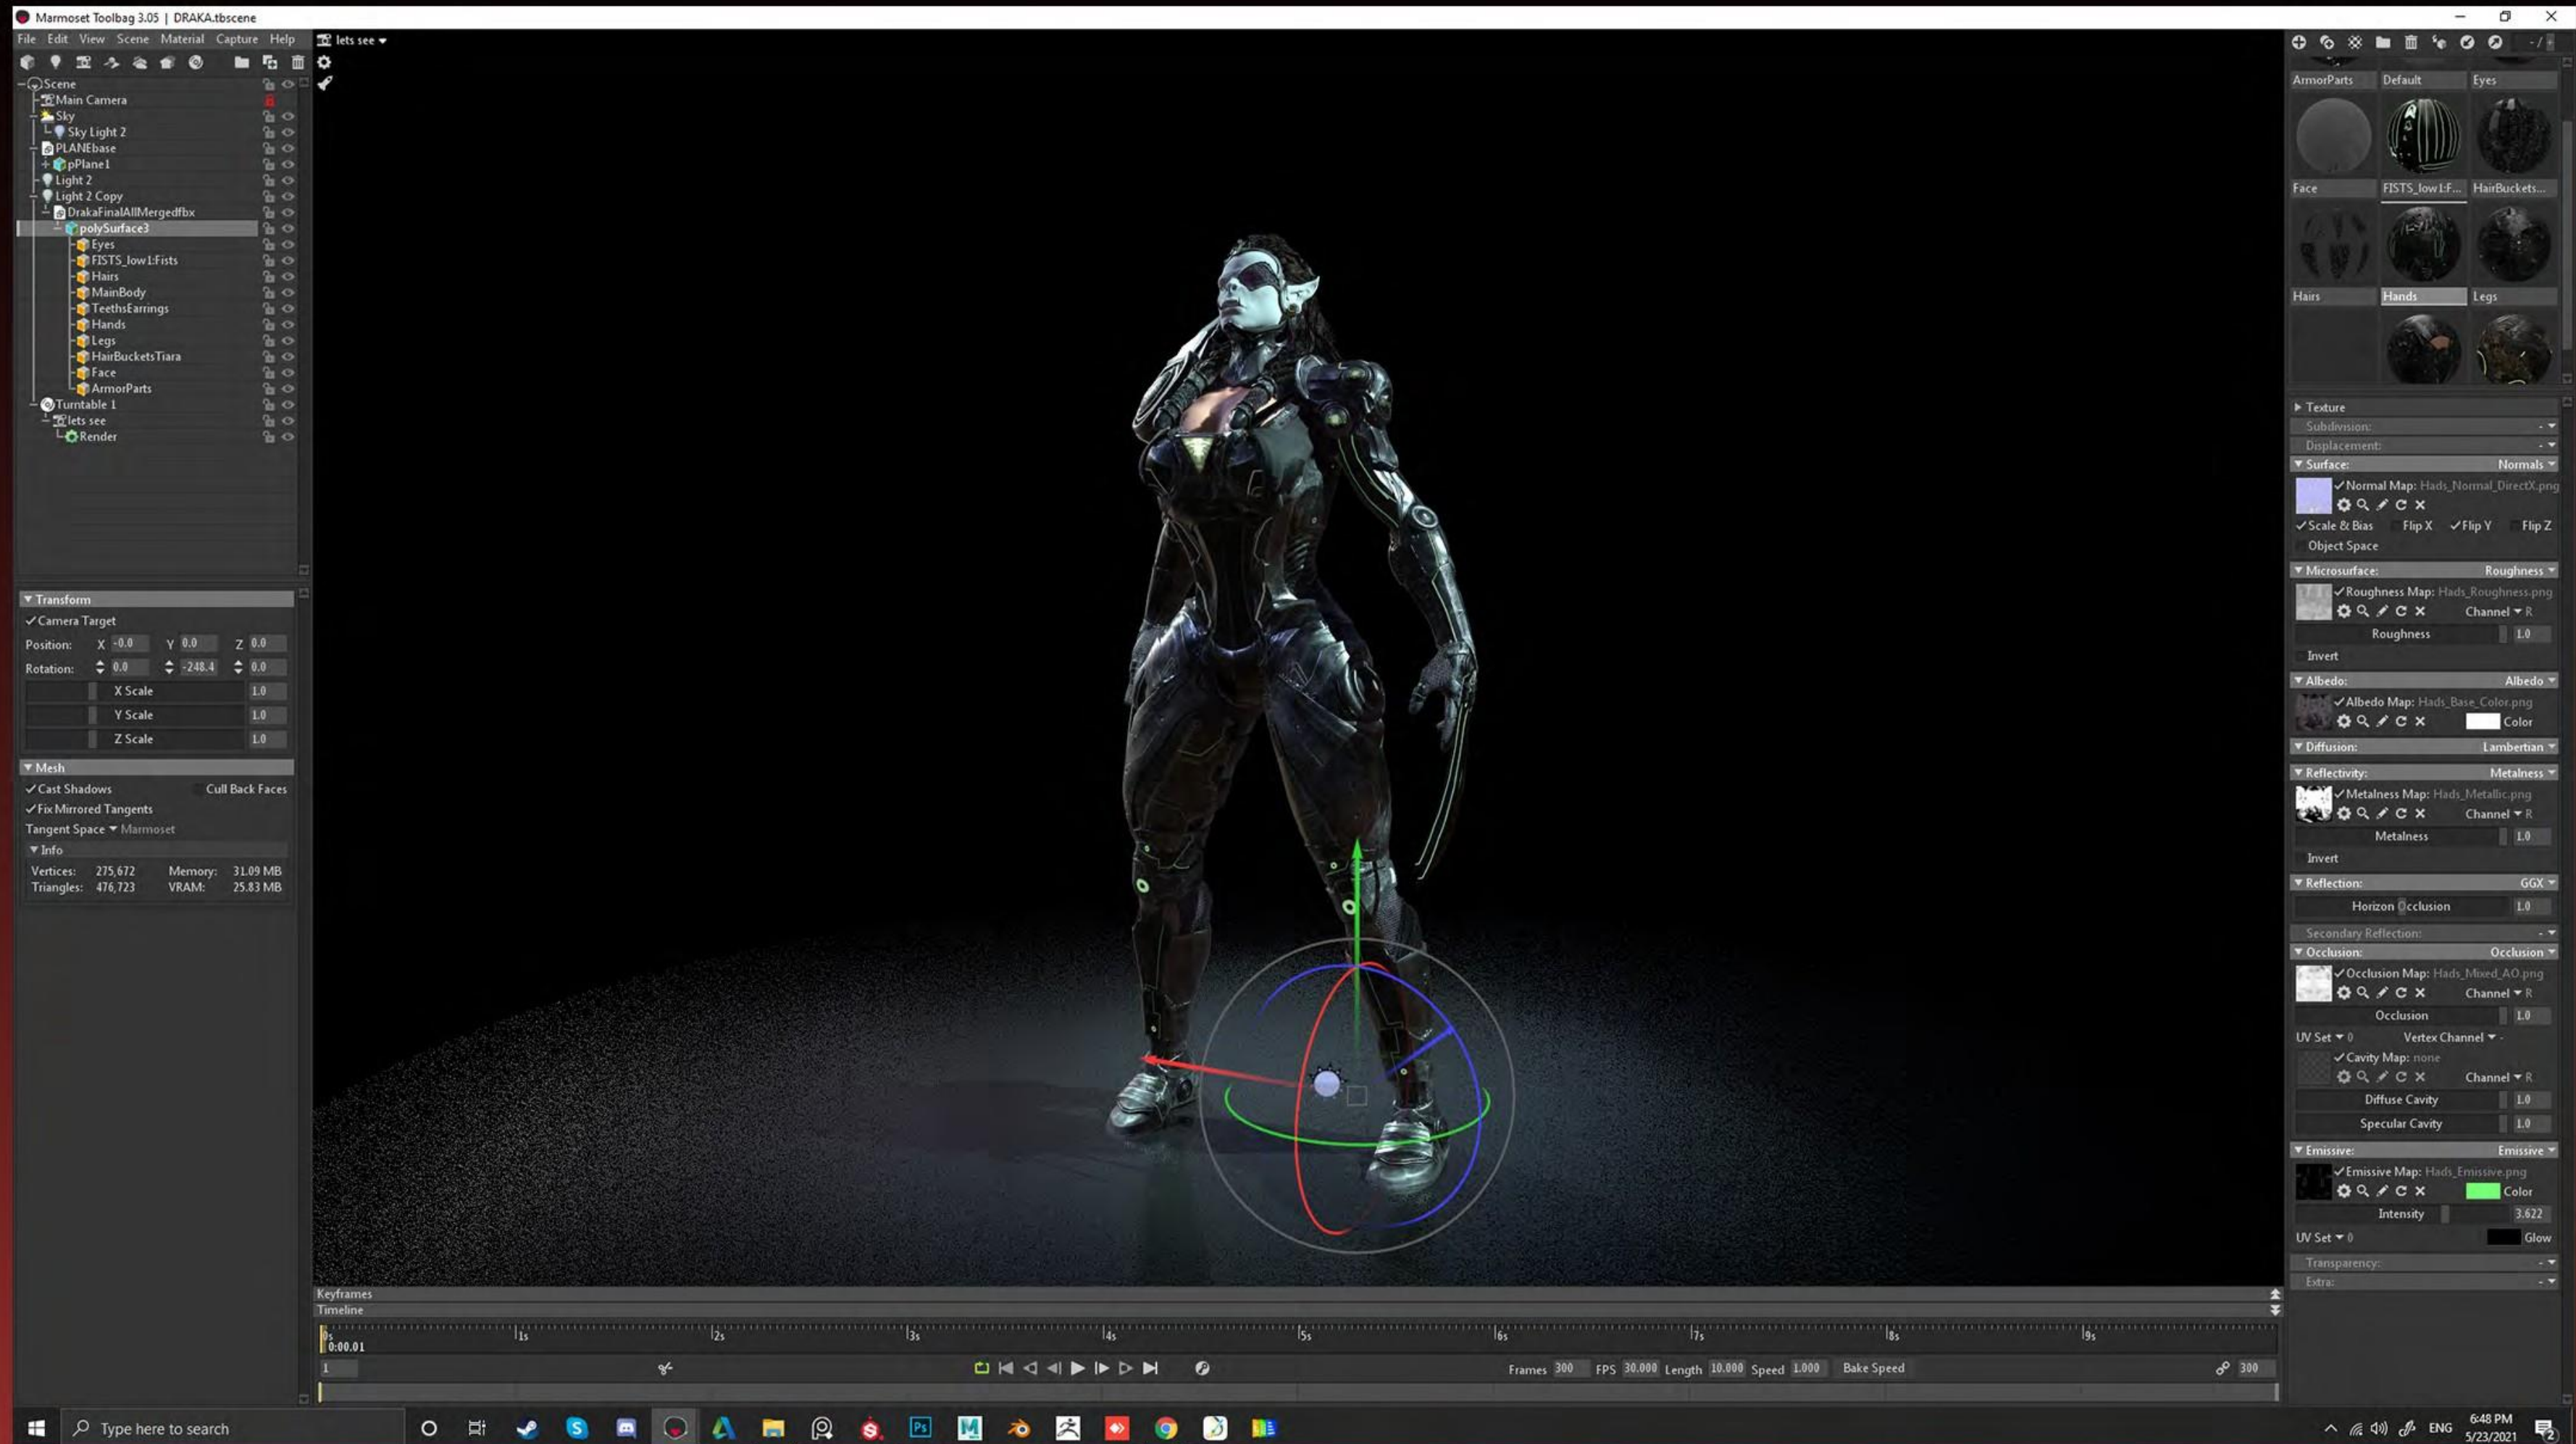 Marmoset Toolbag 3.05 | DRAKA.tbscene
File Edit View Scene Material Capture Help
lets see
Scene
Main Camera
Sky
Sky Light 2
PLANEbase
pPlane1
Light 2
Light 2 Copy
DrakaFinalAllMergedfbx
polySurface3
Eyes
FISTS_low1:Fists
Hairs
MainBody
TeethsEarrings
Hands
Legs
HairBucketsTiara
Face
ArmorParts
Turntable 1
lets see
Render
Transform
Camera Target
Position: X -0.0 Y 0.0 Z 0.0
Rotation: 0.0 -248.4 0.0
X Scale 1.0
Y Scale 1.0
Z Scale 1.0
Mesh
Cast Shadows Cull Back Faces
Fix Mirrored Tangents
Tangent Space Marmoset
Info
Vertices: 275,672 Memory: 31.09 MB
Triangles: 476,723 VRAM: 25.83 MB
Keyframes
Timeline
0s 1s 2s 3s 4s 5s 6s 7s 8s 9s
0:00.01
1 Frames 300 FPS 30.000 Length 10.000 Speed 1.000 Bake Speed 300
ArmorParts Default Eyes
Face FISTS_low1:F... HairBuckets...
Hairs Hands Legs
Texture
Subdivision: -
Displacement: -
Surface: Normals
Normal Map: Hads_Normal_DirectX.png
Scale & Bias Flip X Flip Y Flip Z
Object Space
Microsurface: Roughness
Roughness Map: Hads_Roughness.png
Channel R
Roughness 1.0
Invert
Albedo: Albedo
Albedo Map: Hads_Base_Color.png
Color
Diffusion: Lambertian
Reflectivity: Metalness
Metalness Map: Hads_Metallic.png
Channel R
Metalness 1.0
Invert
Reflection: GGX
Horizon Occlusion 1.0
Secondary Reflection: -
Occlusion: Occlusion
Occlusion Map: Hads_Mixed_AO.png
Channel R
Occlusion 1.0
UV Set 0 Vertex Channel -
Cavity Map: none
Channel R
Diffuse Cavity 1.0
Specular Cavity 1.0
Emissive: Emissive
Emissive Map: Hads_Emissive.png
Color
Intensity 3.622
UV Set 0 Glow
Transparency: -
Extra: -
Type here to search
S
Ps
M
ENG
6:48 PM
5/23/2021
2